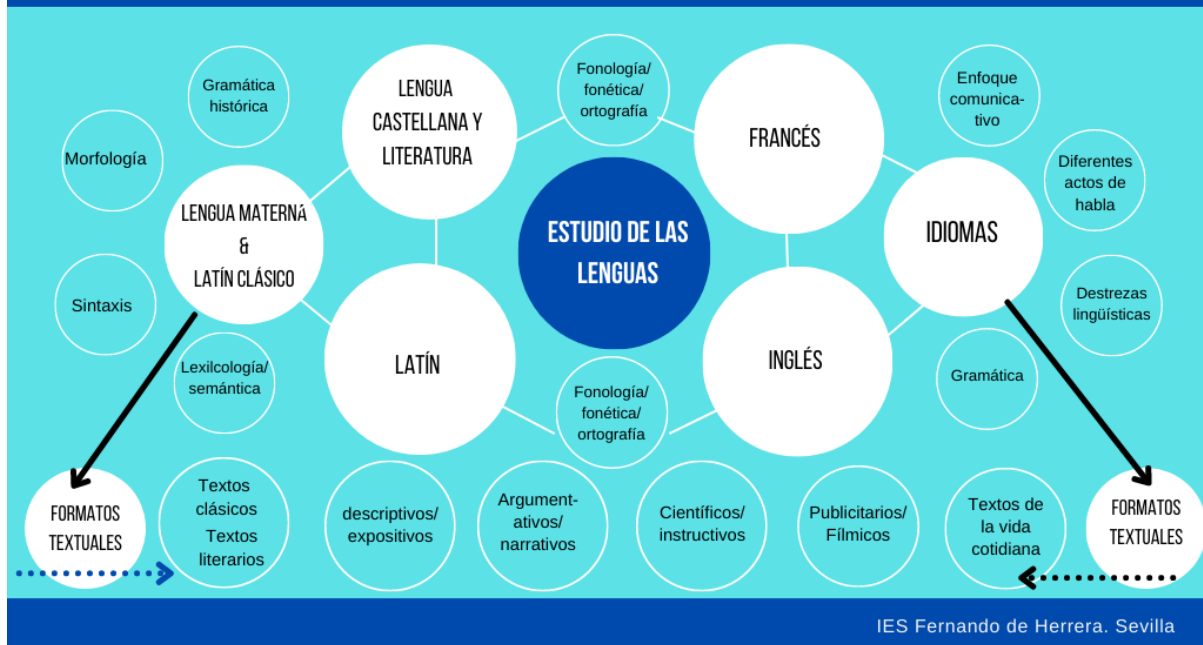 Gramática
histórica
LENGUA
CASTELLANA Y
LITERATURA
Fonología/
fonética/
ortografía
FRANCÉS
Enfoque
comunica-
tivo
Morfología
Diferentes
actos de
habla
LENGUA MATERNá
&
LATÍN CLÁSICO
ESTUDIO DE LAS
LENGUAS
IDIOMAS
Sintaxis
Destrezas
lingüísticas
Lexilcología/
semántica
LATÍN
Fonología/
fonética/
ortografía
INGLÉS
Gramática
FORMATOS
TEXTUALES
Textos
clásicos
Textos
literarios
descriptivos/
expositivos
Argument-
ativos/
narrativos
Científicos/
instructivos
Publicitarios/
Fílmicos
Textos de
la vida
cotidiana
FORMATOS
TEXTUALES
IES Fernando de Herrera. Sevilla